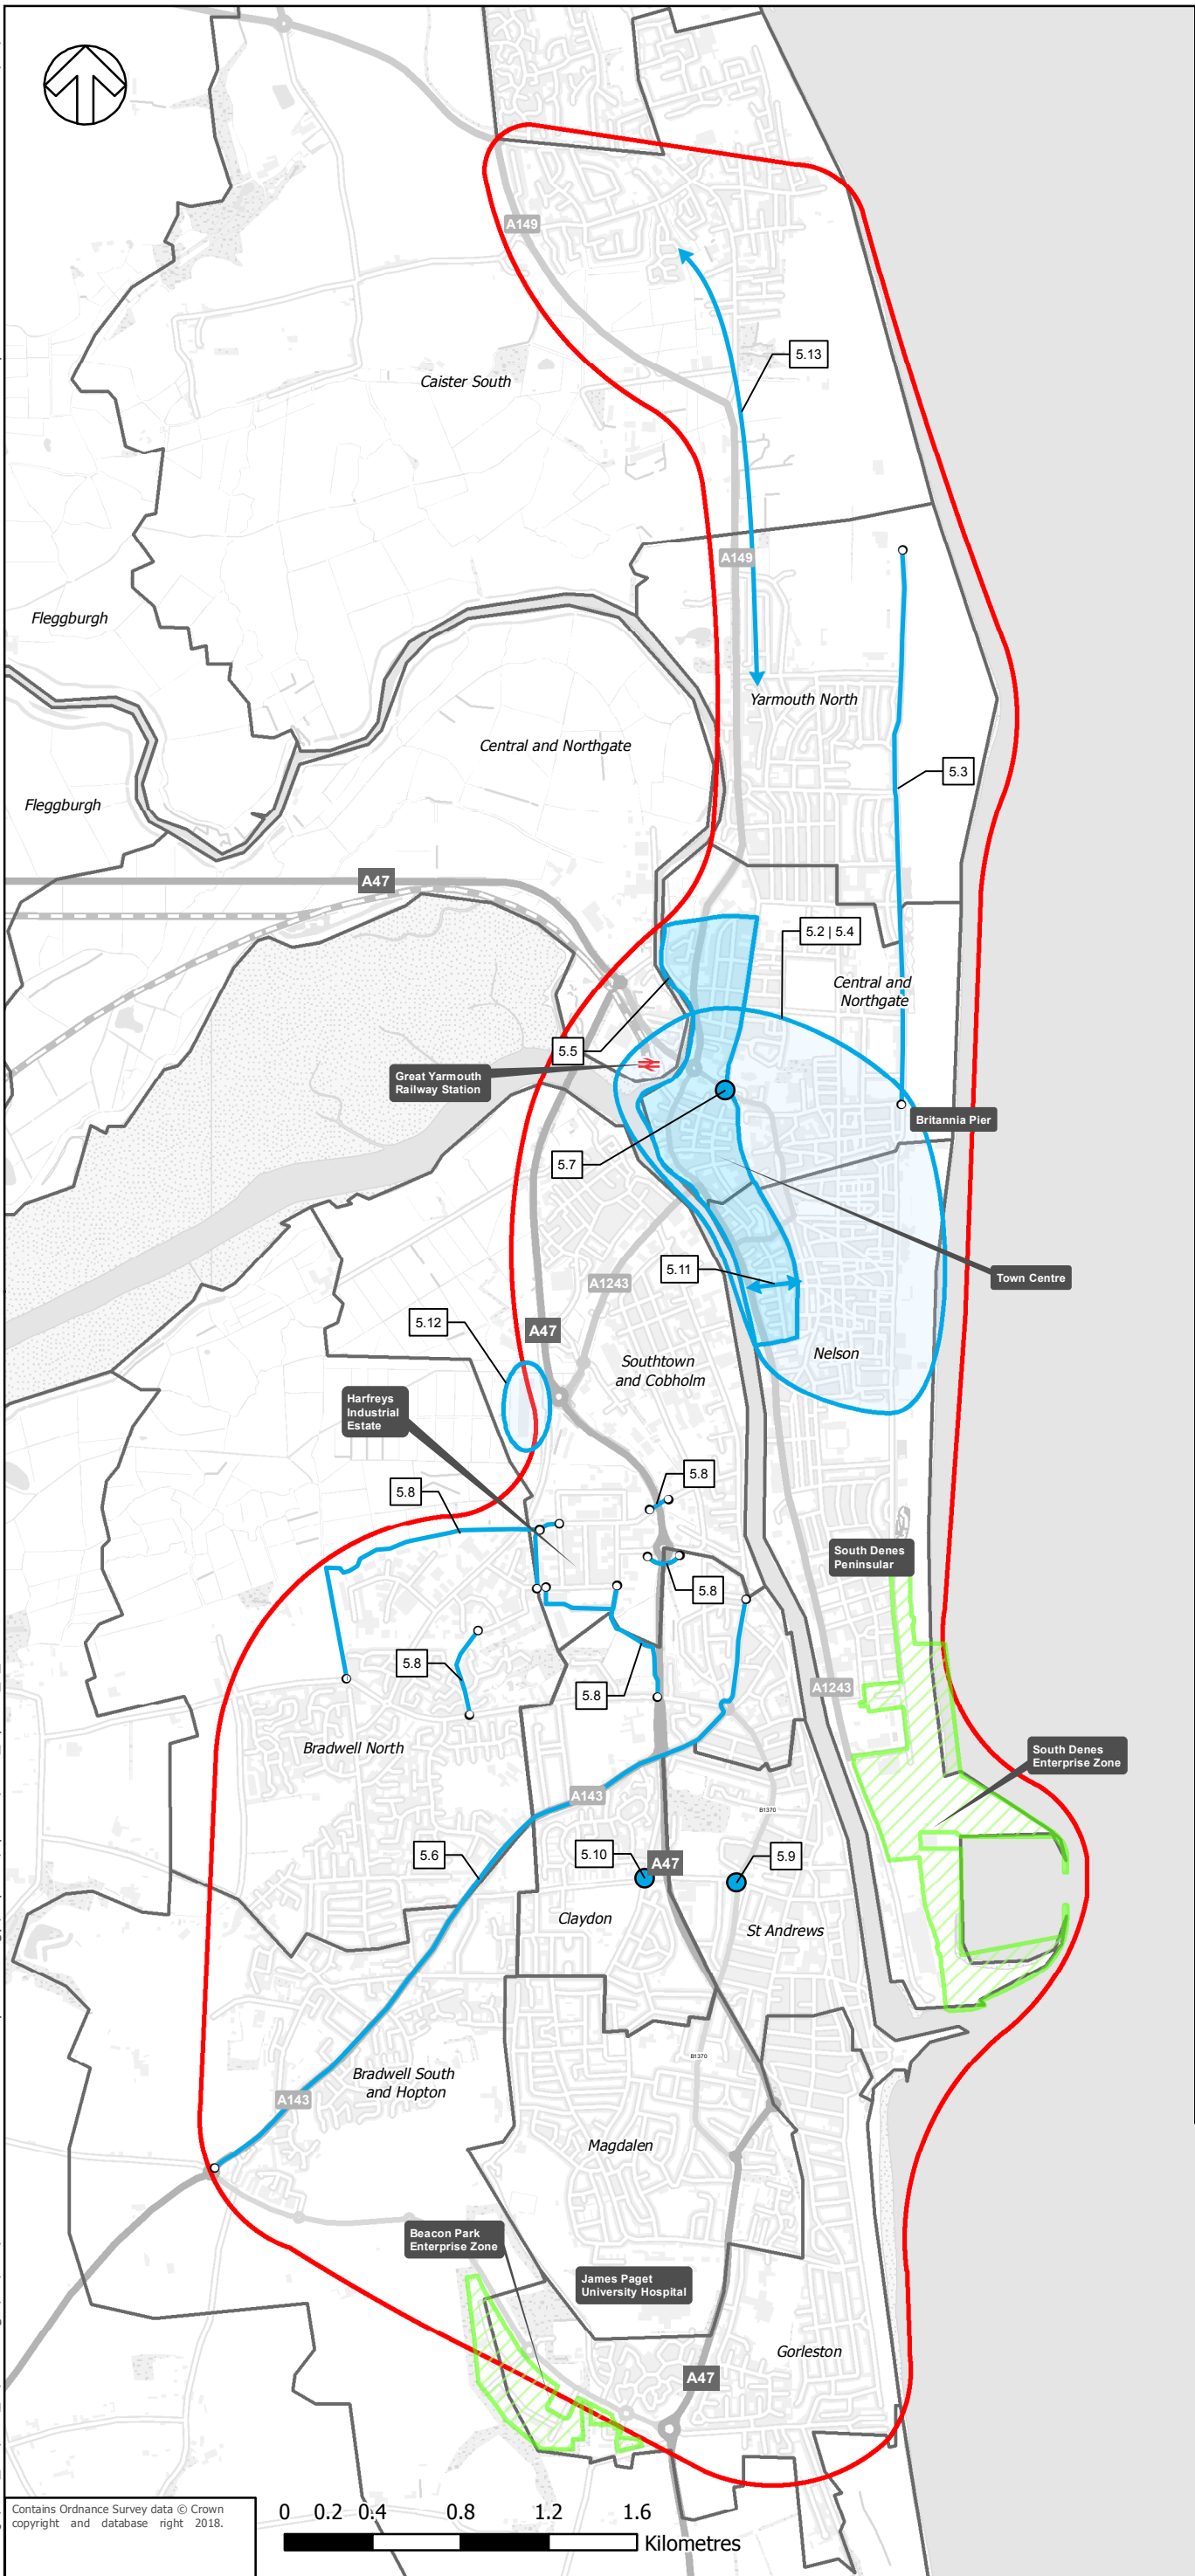 A149
5.13
Caister South
A149
Fleggburgh
Yarmouth North
Central and Northgate
5.3
Fleggburgh
A47
5.2 | 5.4
Central and
Northgate
5.5
Great Yarmouth
Railway Station
Britannia Pier
5.7
5.11
Town Centre
A1243
5.12
A47
Nelson
Southtown
and Cobholm
Harfreys
Industrial
Estate
5.8
5.8
South Denes
Peninsular
5.8
5.8
5.8
A1243
Bradwell North
South Denes
Enterprise Zone
A143
B1370
5.6
5.10
A47
5.9
Claydon
St Andrews
B1370
Bradwell South
and Hopton
A143
Magdalen
Beacon Park
Enterprise Zone
James Paget
University Hospital
Gorleston
A47
Contains Ordnance Survey data © Crown
copyright and database right 2018.
0 0.2 0.4 0.8 1.2 1.6
Kilometres